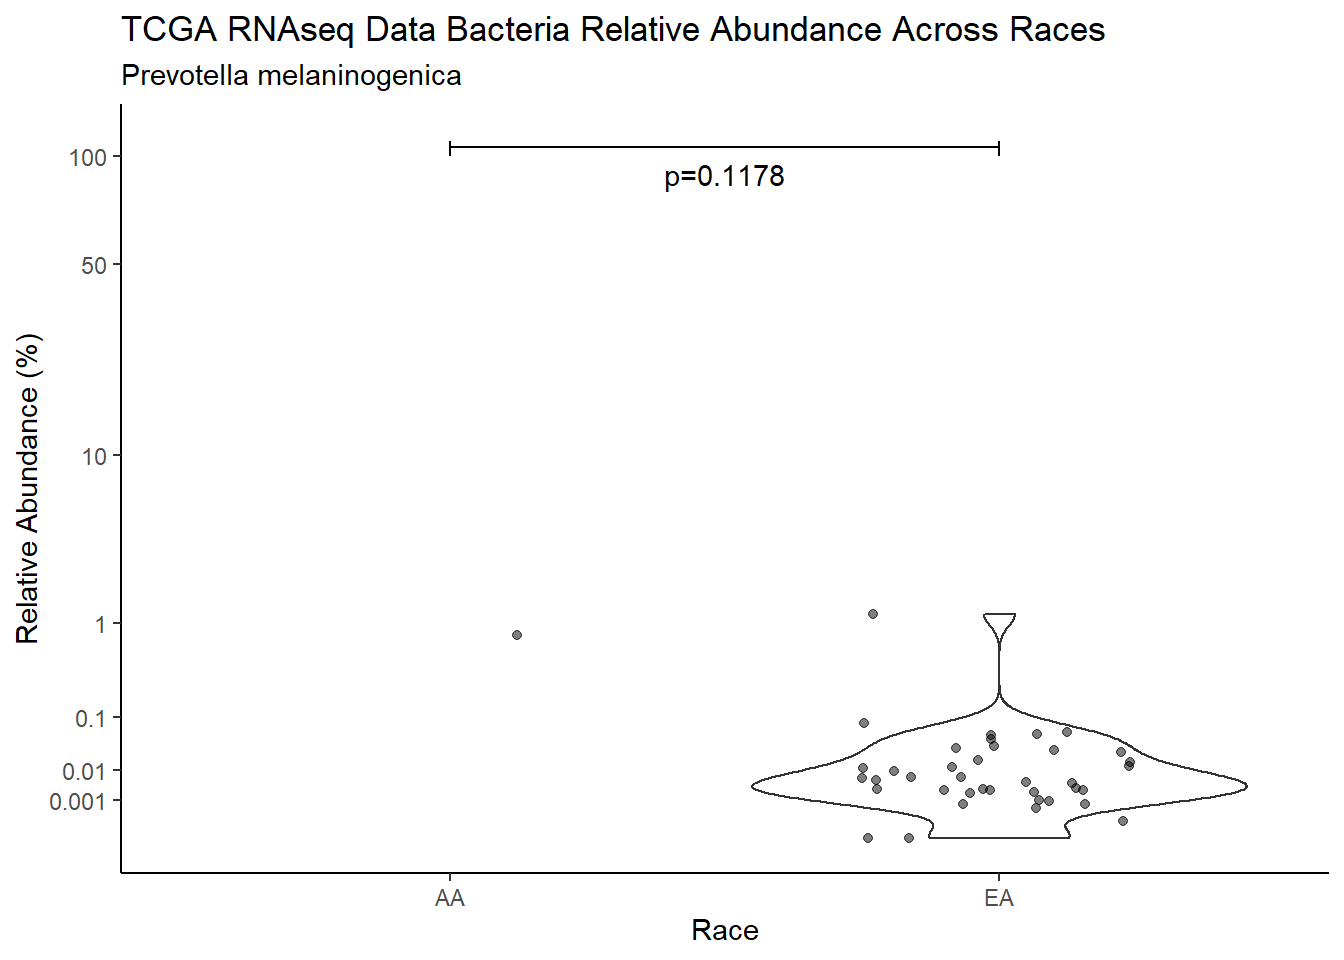 TCGA RNAseq Data Bacteria Relative Abundance Across Races
Prevotella melaninogenica
p=0.1178
Relative Abundance (%)
100
50
10
1
0.1
0.01
0.001
AA
EA
Race